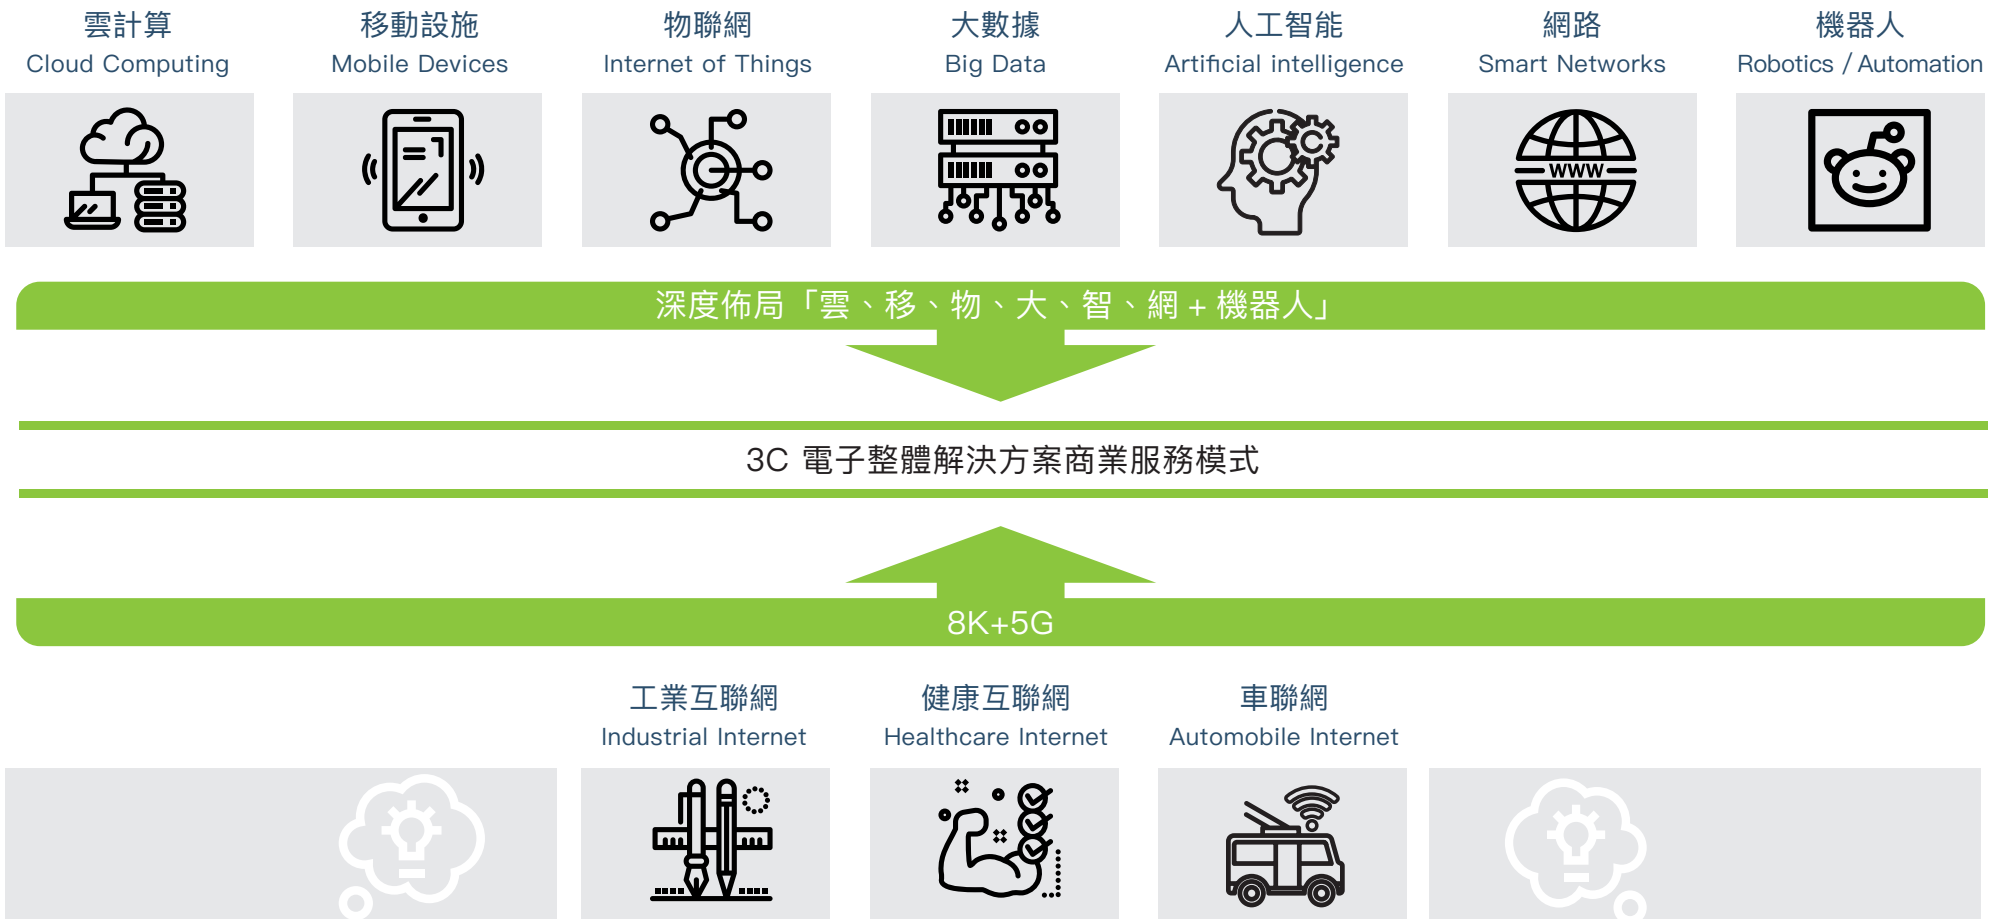 雲計算
Cloud Computing
移動設施
Mobile Devices
物聯網
Internet of Things
大數據
Big Data
人工智能
Artificial intelligence
網路
Smart Networks
機器人
Robotics / Automation
WWW
深度佈局「雲、移、物、大、智、網 + 機器人」
3C 電子整體解決方案商業服務模式
8K+5G
工業互聯網
Industrial Internet
健康互聯網
Healthcare Internet
車聯網
Automobile Internet